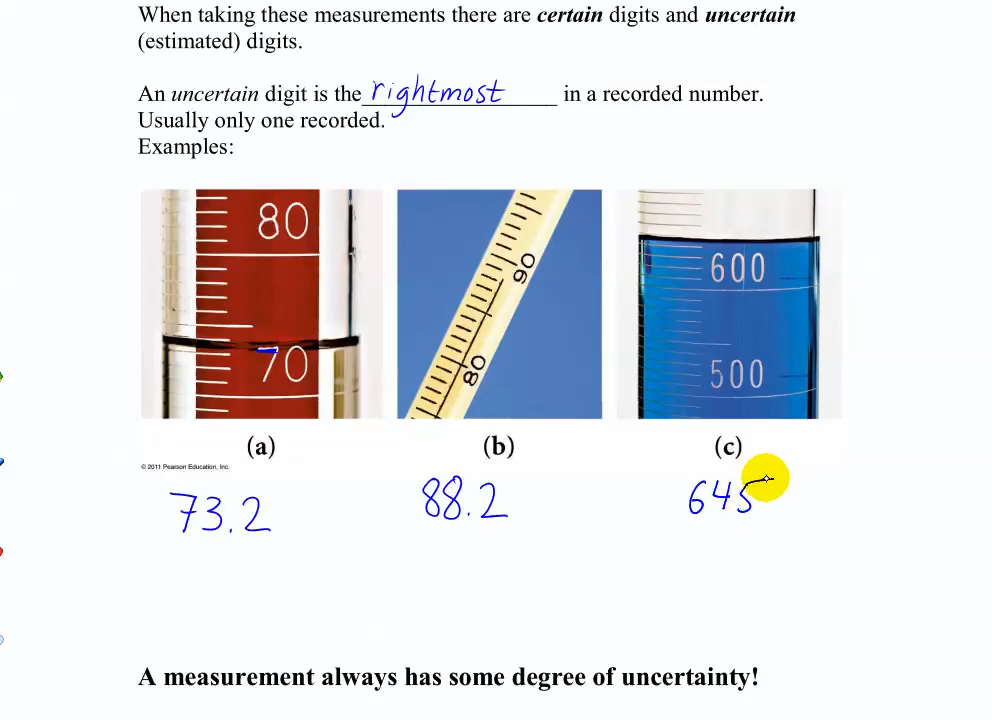 When taking these measurements there are certain digits and uncertain
(estimated) digits.
An uncertain digit is the rightmost in a recorded number.
Usually only one recorded.
Examples:
80
70
90
80
600
500
(a)
(b)
(c)
© 2011 Pearson Education, Inc.
73.2
88.2
645
A measurement always has some degree of uncertainty!